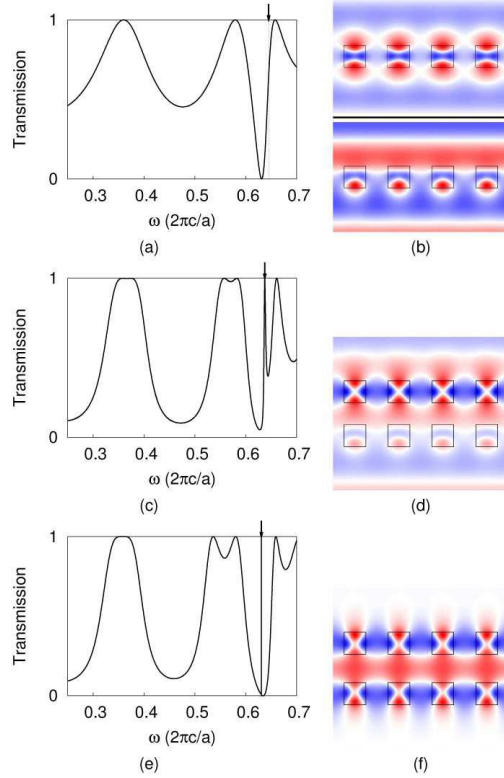 1
Transmission
0
0.3 0.4 0.5 0.6 0.7
ω (2πc/a)
(a)
(b)
1
Transmission
0
0.3 0.4 0.5 0.6 0.7
ω (2πc/a)
(c)
(d)
1
Transmission
0
0.3 0.4 0.5 0.6 0.7
ω (2πc/a)
(e)
(f)